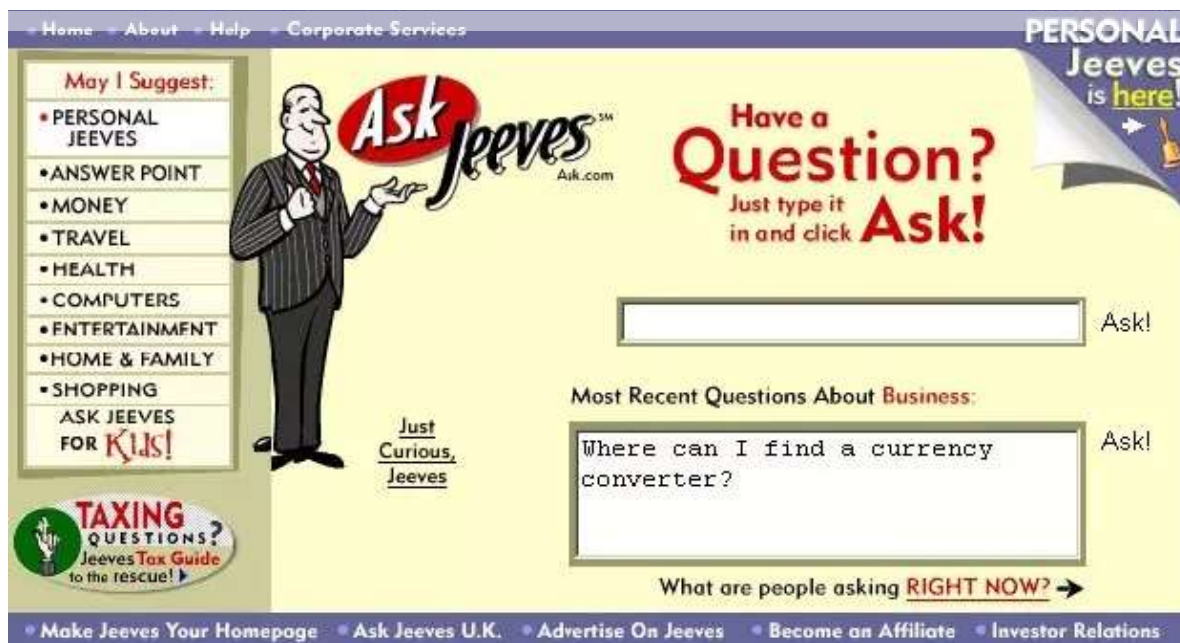 Home About Help Corporate Services
PERSONAL
Jeeves
is here!
May I Suggest:
PERSONAL
JEEVES
ANSWER POINT
MONEY
TRAVEL
HEALTH
COMPUTERS
ENTERTAINMENT
HOME & FAMILY
SHOPPING
ASK JEEVES
FOR KIDS!
TAXING
QUESTIONS?
Jeeves Tax Guide
to the rescue!
Ask Jeeves SM
Ask.com
Just
Curious,
Jeeves
Have a
Question?
Just type it
in and click Ask!
Ask!
Most Recent Questions About Business:
Where can I find a currency
converter?
Ask!
What are people asking RIGHT NOW?
Make Jeeves Your Homepage Ask Jeeves U.K. Advertise On Jeeves Become an Affiliate Investor Relations